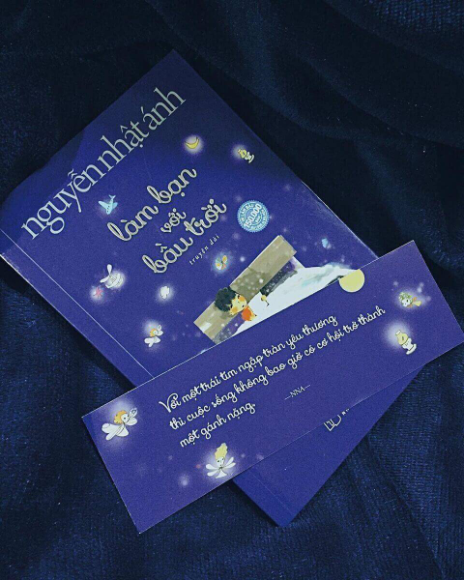 nguyễn nhật ánh
làm bạn
với
bầu trời
truyện dài
Với một trái tim ngập tràn yêu thương
thì cuộc sống không bao giờ có cơ hội trở thành
một gánh nặng.
—NNA—